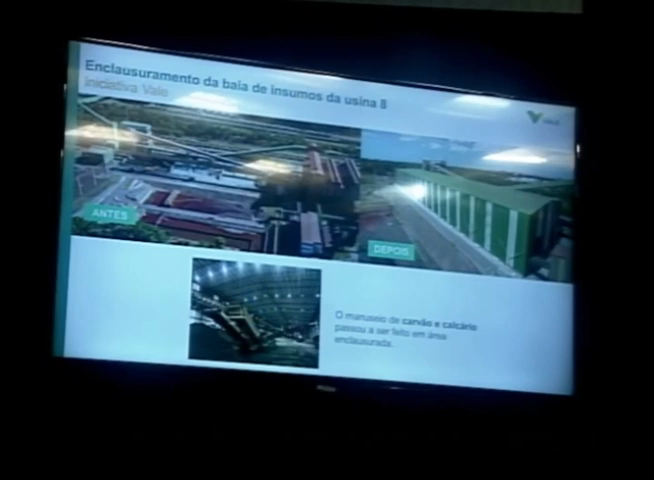 Enclausuramento da baia de insumos da usina 8
Iniciativa Vale
VALE
ANTES
DEPOIS
O manuseio de carvão e calcário
passou a ser feito em área
enclausurada.